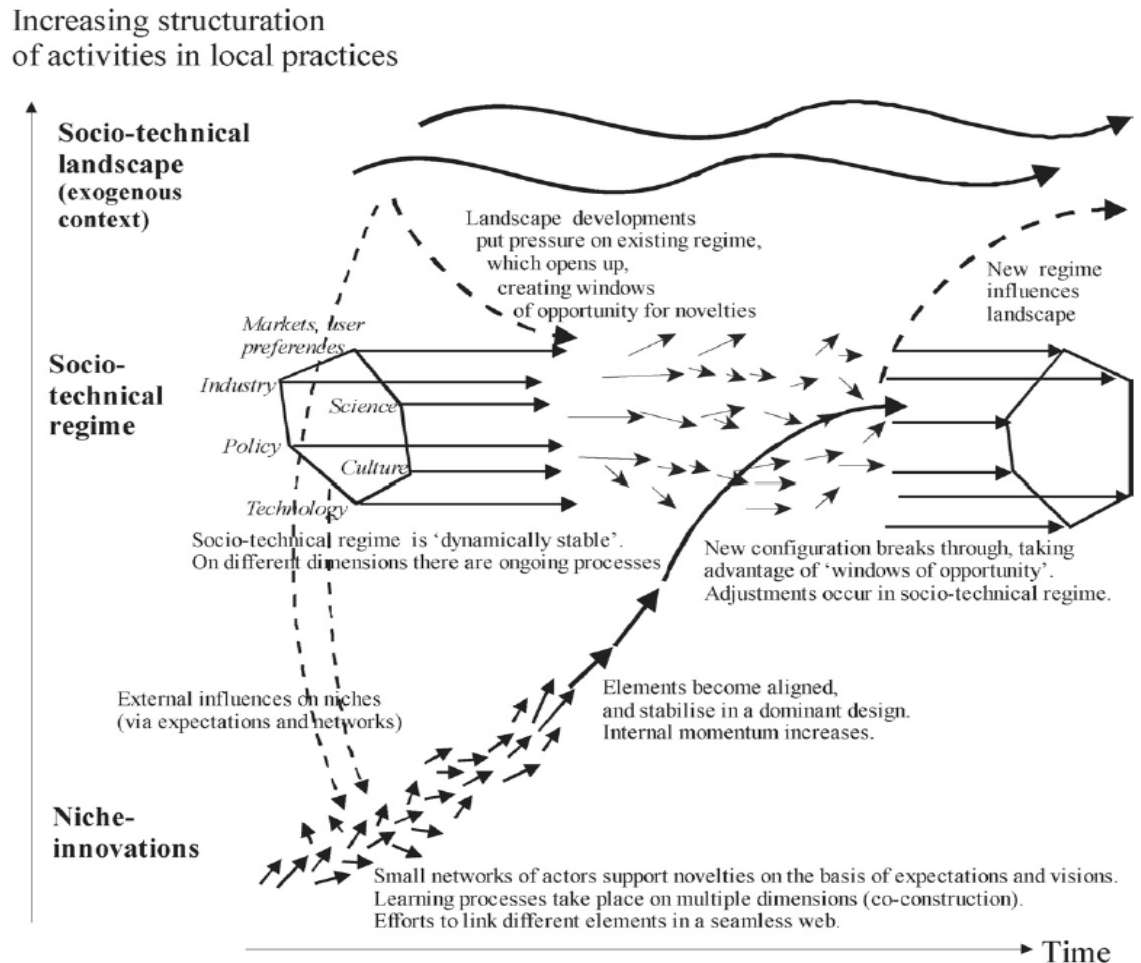 Increasing structuration
of activities in local practices
Socio-technical
landscape
(exogenous
context)
Landscape developments
put pressure on existing regime,
which opens up,
creating windows
of opportunity for novelties
New regime
influences
landscape
Markets, user
preferences
Socio-
technical
regime
Industry
Science
Policy
Culture
Technology
Socio-technical regime is ‘dynamically stable’.
On different dimensions there are ongoing processes
New configuration breaks through, taking
advantage of ‘windows of opportunity’.
Adjustments occur in socio-technical regime.
External influences on niches
(via expectations and networks)
Elements become aligned,
and stabilise in a dominant design.
Internal momentum increases.
Niche-
innovations
Small networks of actors support novelties on the basis of expectations and visions.
Learning processes take place on multiple dimensions (co-construction).
Efforts to link different elements in a seamless web.
Time